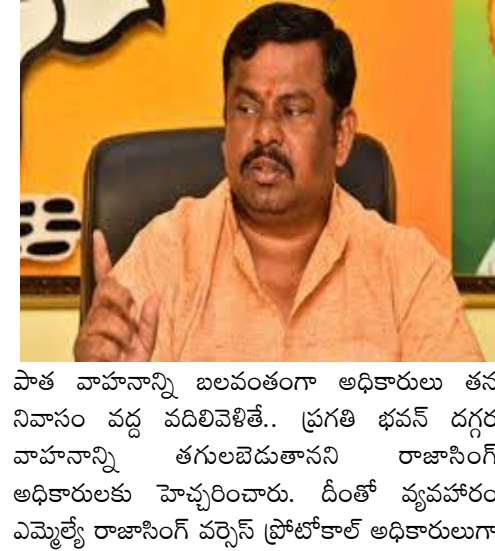 పాత వాహనాన్ని బలవంతంగా అధికారులు తన
నివాసం వద్ద వదిలివెళితే.. ప్రగతి భవన్ దగ్గర
వాహనాన్ని తగులబెడుతానని రాజాసింగ్
అధికారులకు హెచ్చరించారు. దీంతో వ్యవహారం
ఎమ్మెల్యే రాజాసింగ్ వర్సెస్ ప్రోటోకాల్ అధికారులుగా